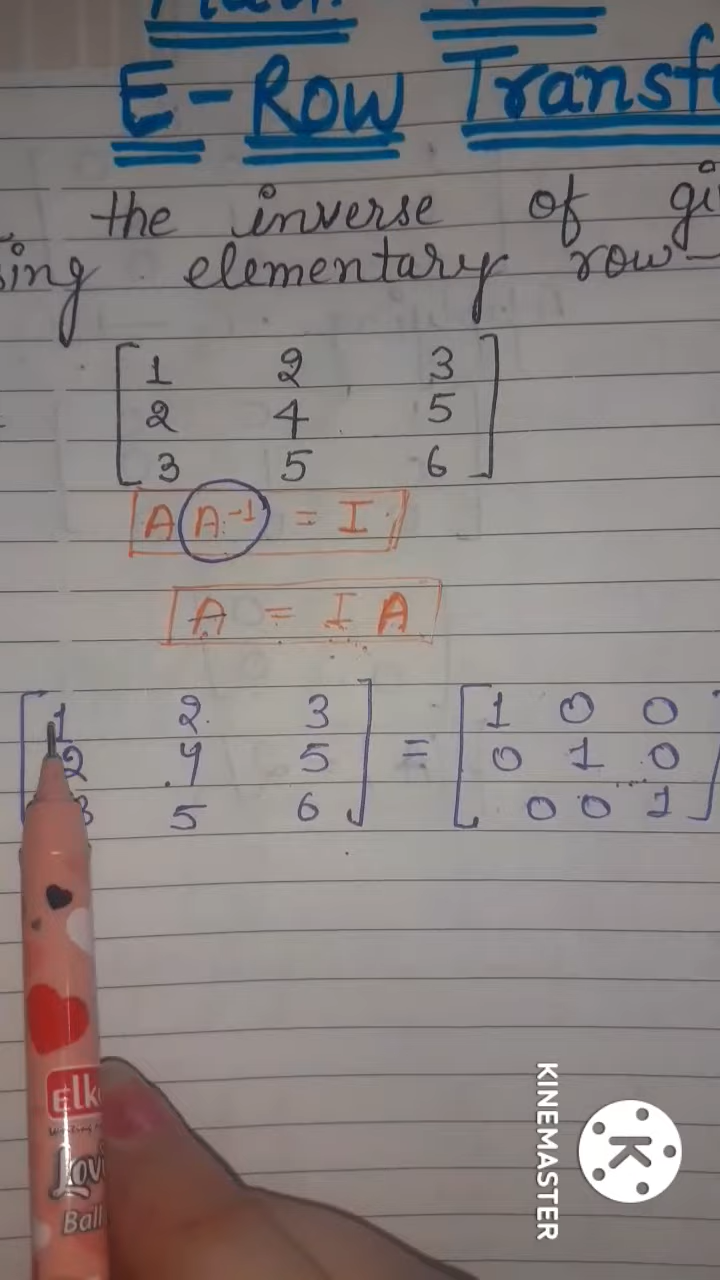 E-Row Transf
the inverse of gi
sing elementary row-
1 2 3
2 4 5
3 5 6
A A⁻¹ = I
A = I A
1 2 3 = 1 0 0
2 4 5 0 1 0
3 5 6 0 0 1
Elk
Lovi
Ball
KINEMASTER